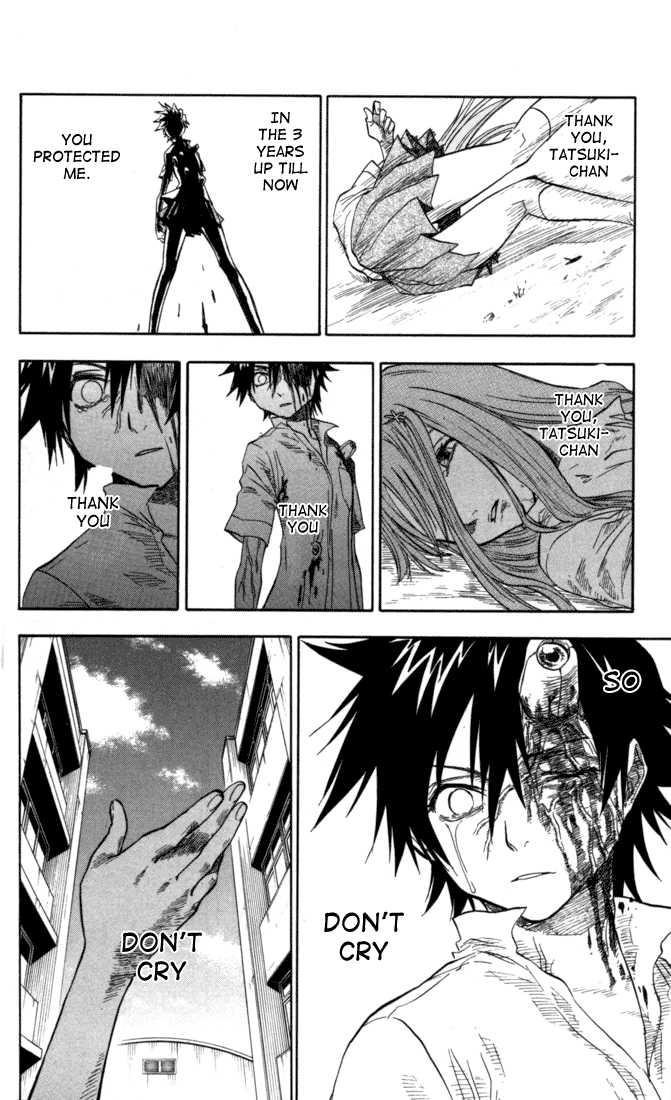 THANK
YOU,
TATSUKI-
CHAN
IN
THE 3
YEARS
UP TILL
NOW
YOU
PROTECTED
ME.
THANK
YOU,
TATSUKI-
CHAN
THANK
YOU
THANK
YOU
SO
DON'T
CRY
DON'T
CRY